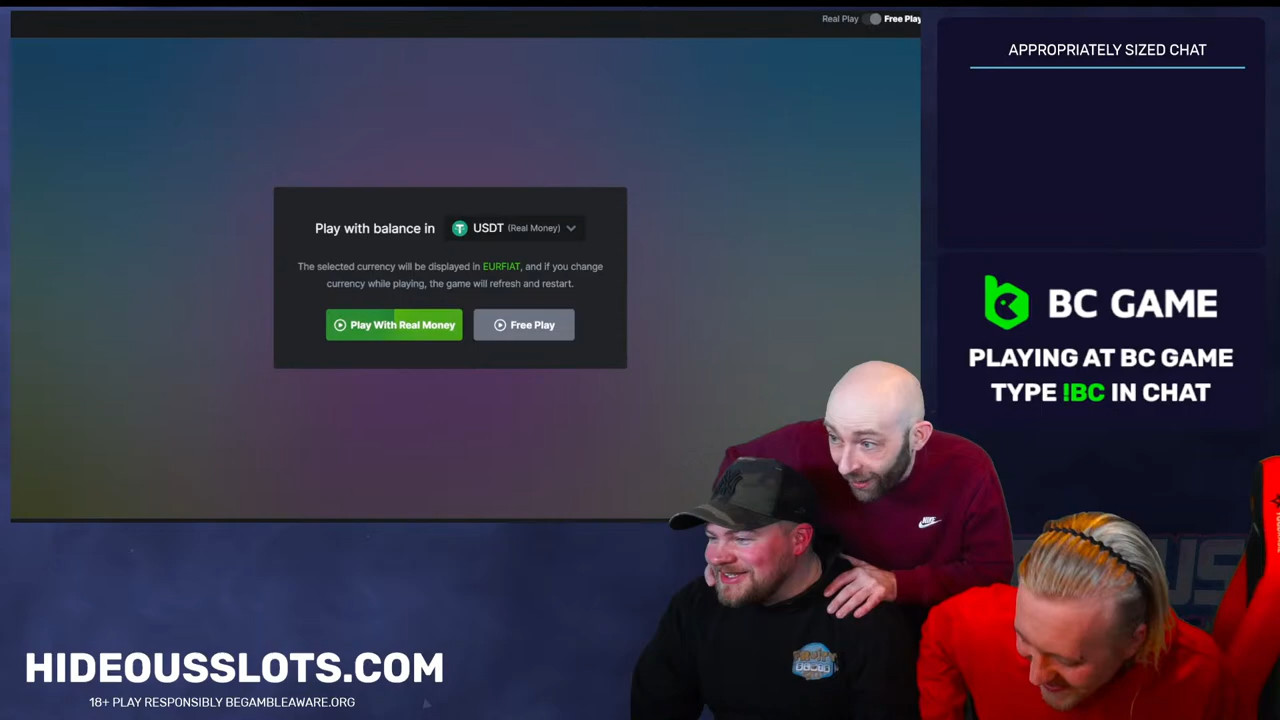 Real Play Free Play
APPROPRIATELY SIZED CHAT
Play with balance in USDT (Real Money)
The selected currency will be displayed in EURFIAT, and if you change
currency while playing, the game will refresh and restart.
Play With Real Money Free Play
BC GAME
PLAYING AT BC GAME
TYPE !BC IN CHAT
NIKE
HIDEOUSSLOTS.COM
18+ PLAY RESPONSIBLY BEGAMBLEAWARE.ORG